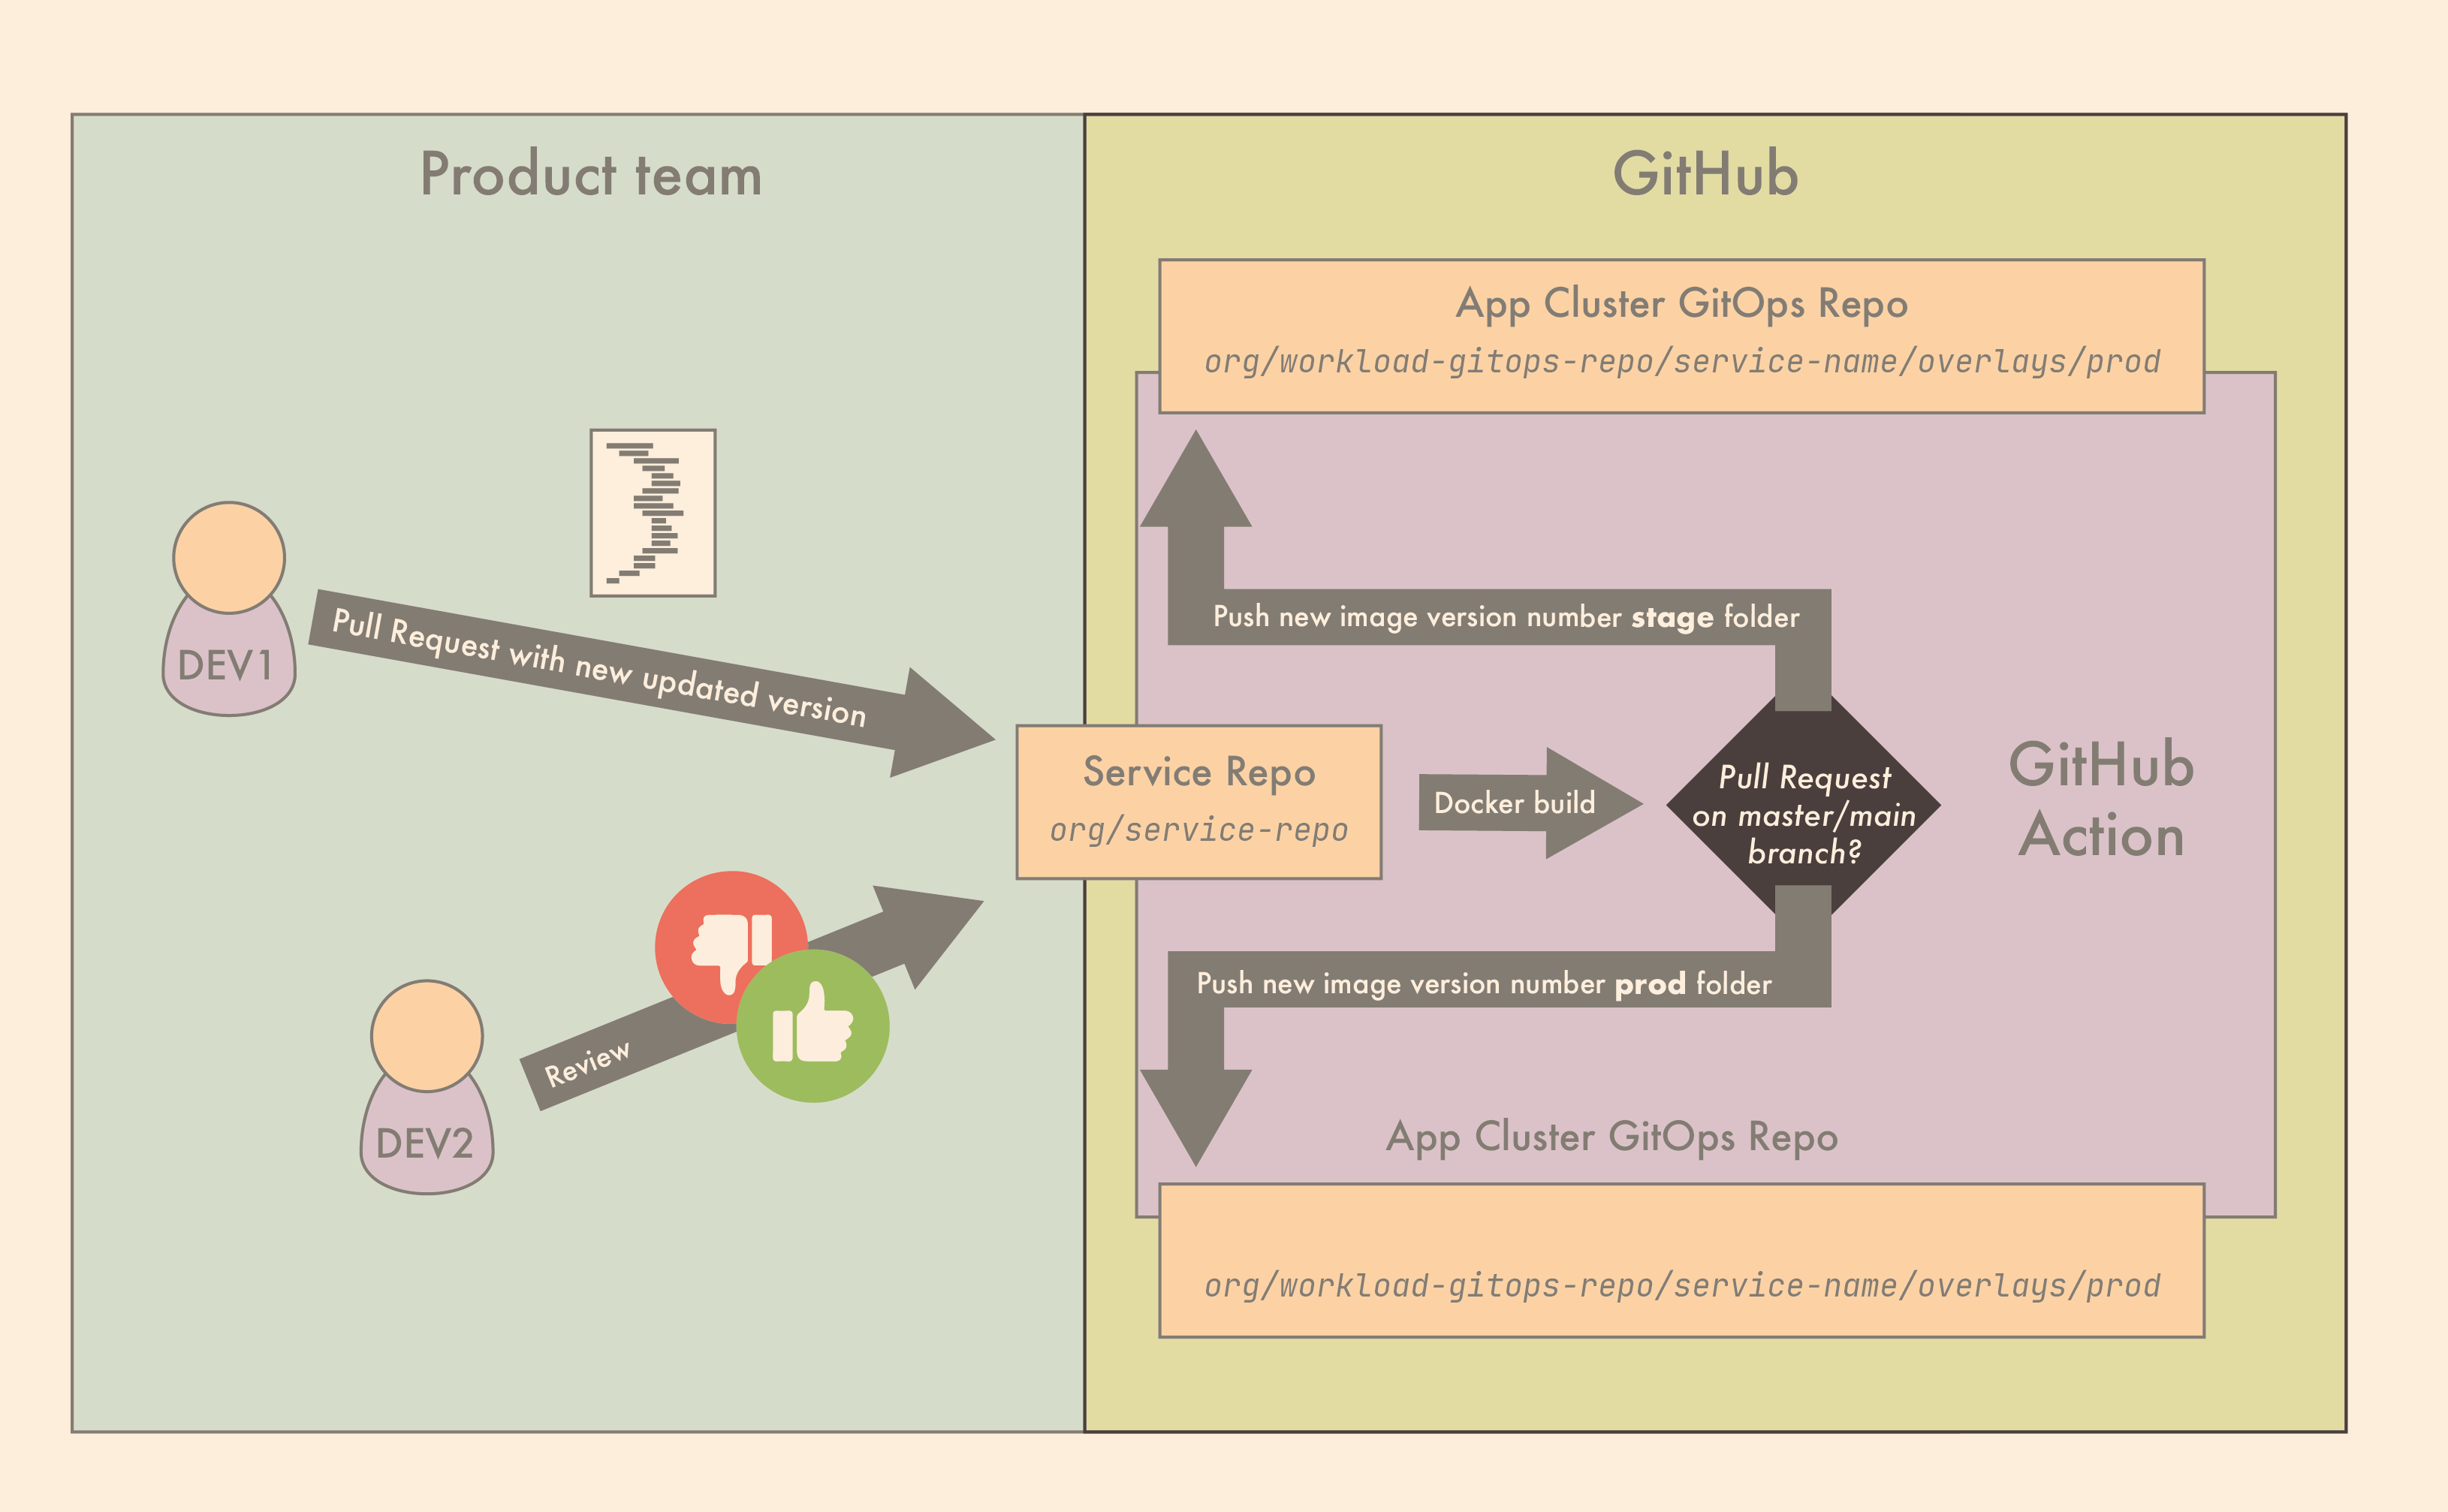 Product team
GitHub
App Cluster GitOps Repo
org/workload-gitops-repo/service-name/overlays/prod
DEV1
Pull Request with new updated version
Push new image version number stage folder
Service Repo
org/service-repo
Docker build
Pull Request
on master/main
branch?
GitHub
Action
Review
DEV2
Push new image version number prod folder
App Cluster GitOps Repo
org/workload-gitops-repo/service-name/overlays/prod